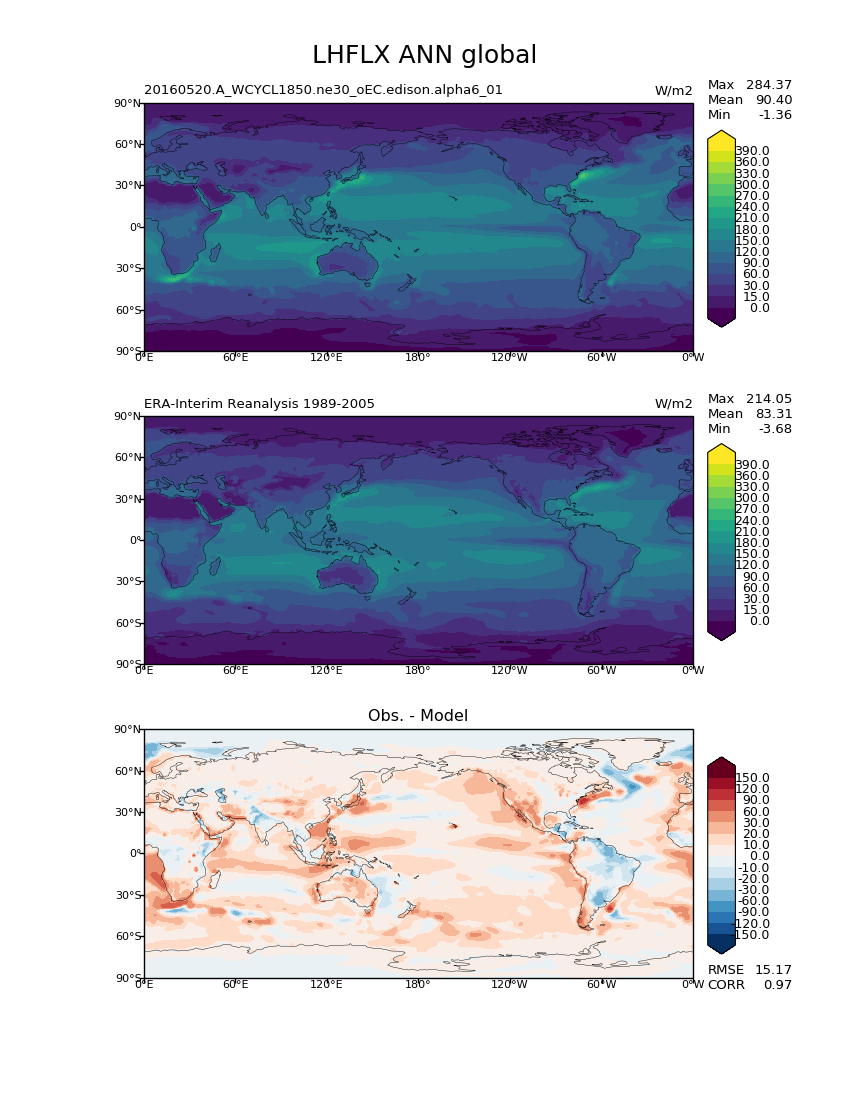 LHFLX ANN global
20160520.A_WCYCL1850.ne30_oEC.edison.alpha6_01 W/m2
Max 284.37
Mean 90.40
Min -1.36
90°N
60°N
30°N
0°
30°S
60°S
90°S
0°E 60°E 120°E 180° 120°W 60°W 0°W
390.0
360.0
330.0
300.0
270.0
240.0
210.0
180.0
150.0
120.0
90.0
60.0
30.0
15.0
0.0
ERA-Interim Reanalysis 1989-2005 W/m2
Max 214.05
Mean 83.31
Min -3.68
90°N
60°N
30°N
0°
30°S
60°S
90°S
0°E 60°E 120°E 180° 120°W 60°W 0°W
390.0
360.0
330.0
300.0
270.0
240.0
210.0
180.0
150.0
120.0
90.0
60.0
30.0
15.0
0.0
Obs. - Model
90°N
60°N
30°N
0°
30°S
60°S
90°S
0°E 60°E 120°E 180° 120°W 60°W 0°W
150.0
120.0
90.0
60.0
30.0
20.0
10.0
0.0
-10.0
-20.0
-30.0
-60.0
-90.0
-120.0
-150.0
RMSE 15.17
CORR 0.97